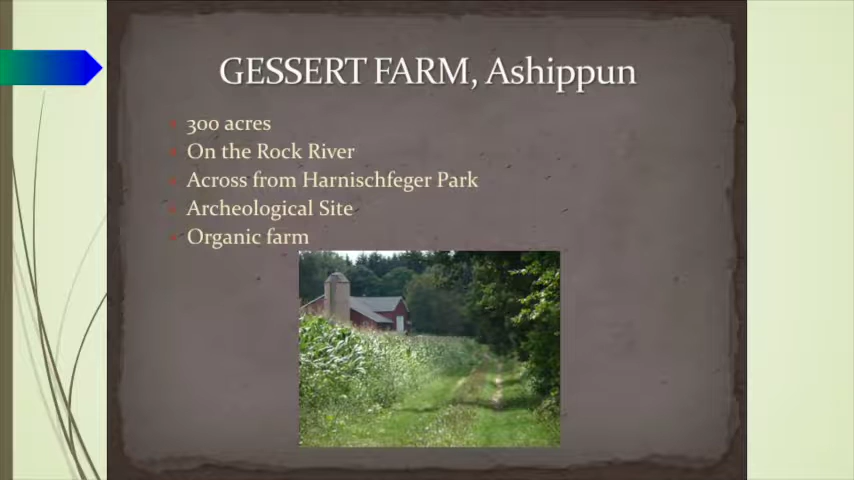 GESSERT FARM, Ashippun
300 acres
On the Rock River
Across from Harnischfeger Park
Archeological Site
Organic farm